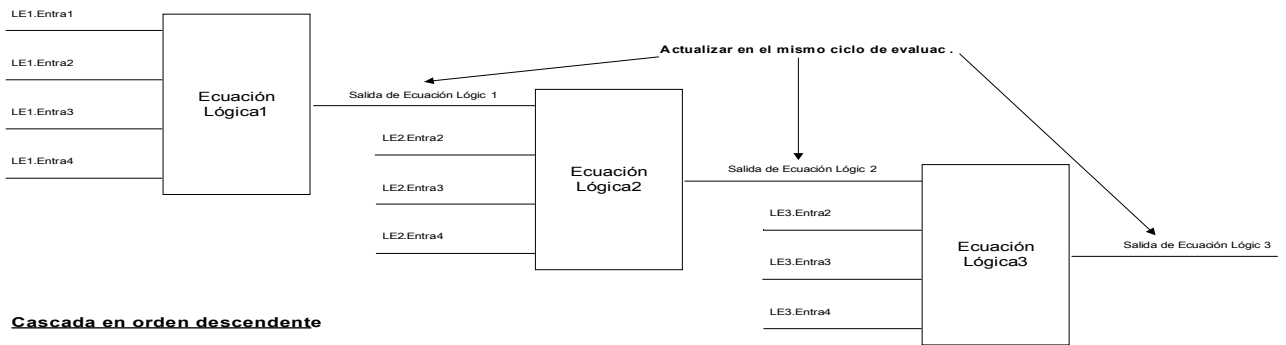 LE1.Entra1
Actualizar en el mismo ciclo de evaluac .
LE1.Entra2
Ecuación
Lógica1
Salida de Ecuación Lógic 1
LE1.Entra3
LE2.Entra2
LE1.Entra4
Ecuación
Lógica2
Salida de Ecuación Lógic 2
LE2.Entra3
LE3.Entra2
LE2.Entra4
Ecuación
Lógica3
Salida de Ecuación Lógic 3
LE3.Entra3
LE3.Entra4
Cascada en orden descendente